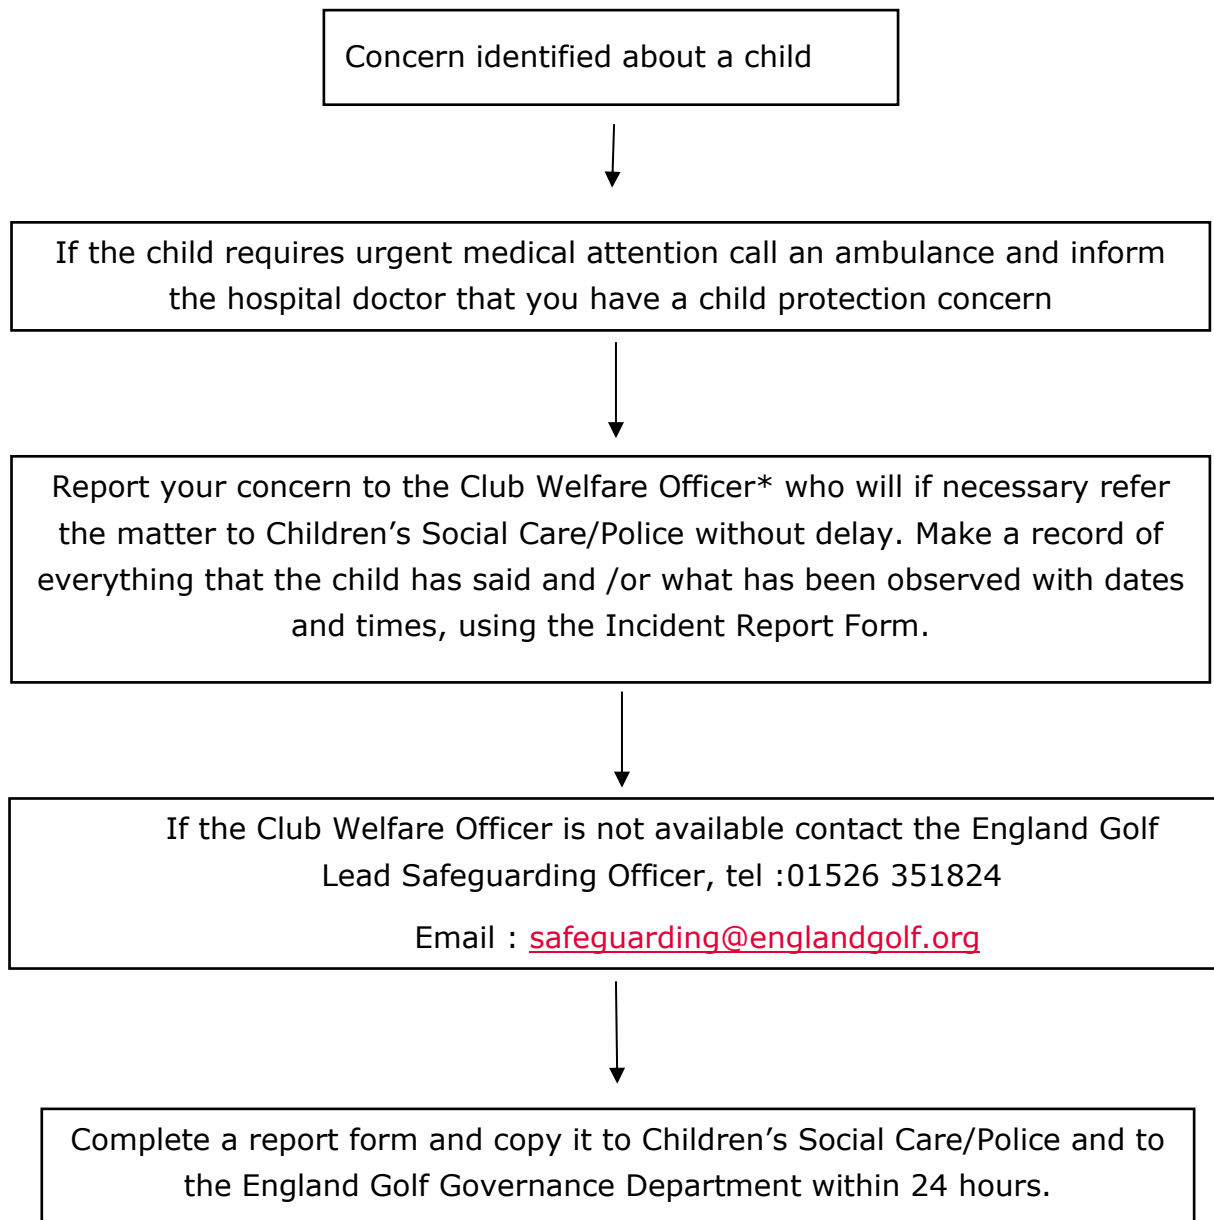 Concern identified about a child
If the child requires urgent medical attention call an ambulance and inform
the hospital doctor that you have a child protection concern
Report your concern to the Club Welfare Officer* who will if necessary refer
the matter to Children’s Social Care/Police without delay. Make a record of
everything that the child has said and /or what has been observed with dates
and times, using the Incident Report Form.
If the Club Welfare Officer is not available contact the England Golf
Lead Safeguarding Officer, tel :01526 351824
Email : safeguarding@englandgolf.org
Complete a report form and copy it to Children’s Social Care/Police and to
the England Golf Governance Department within 24 hours.